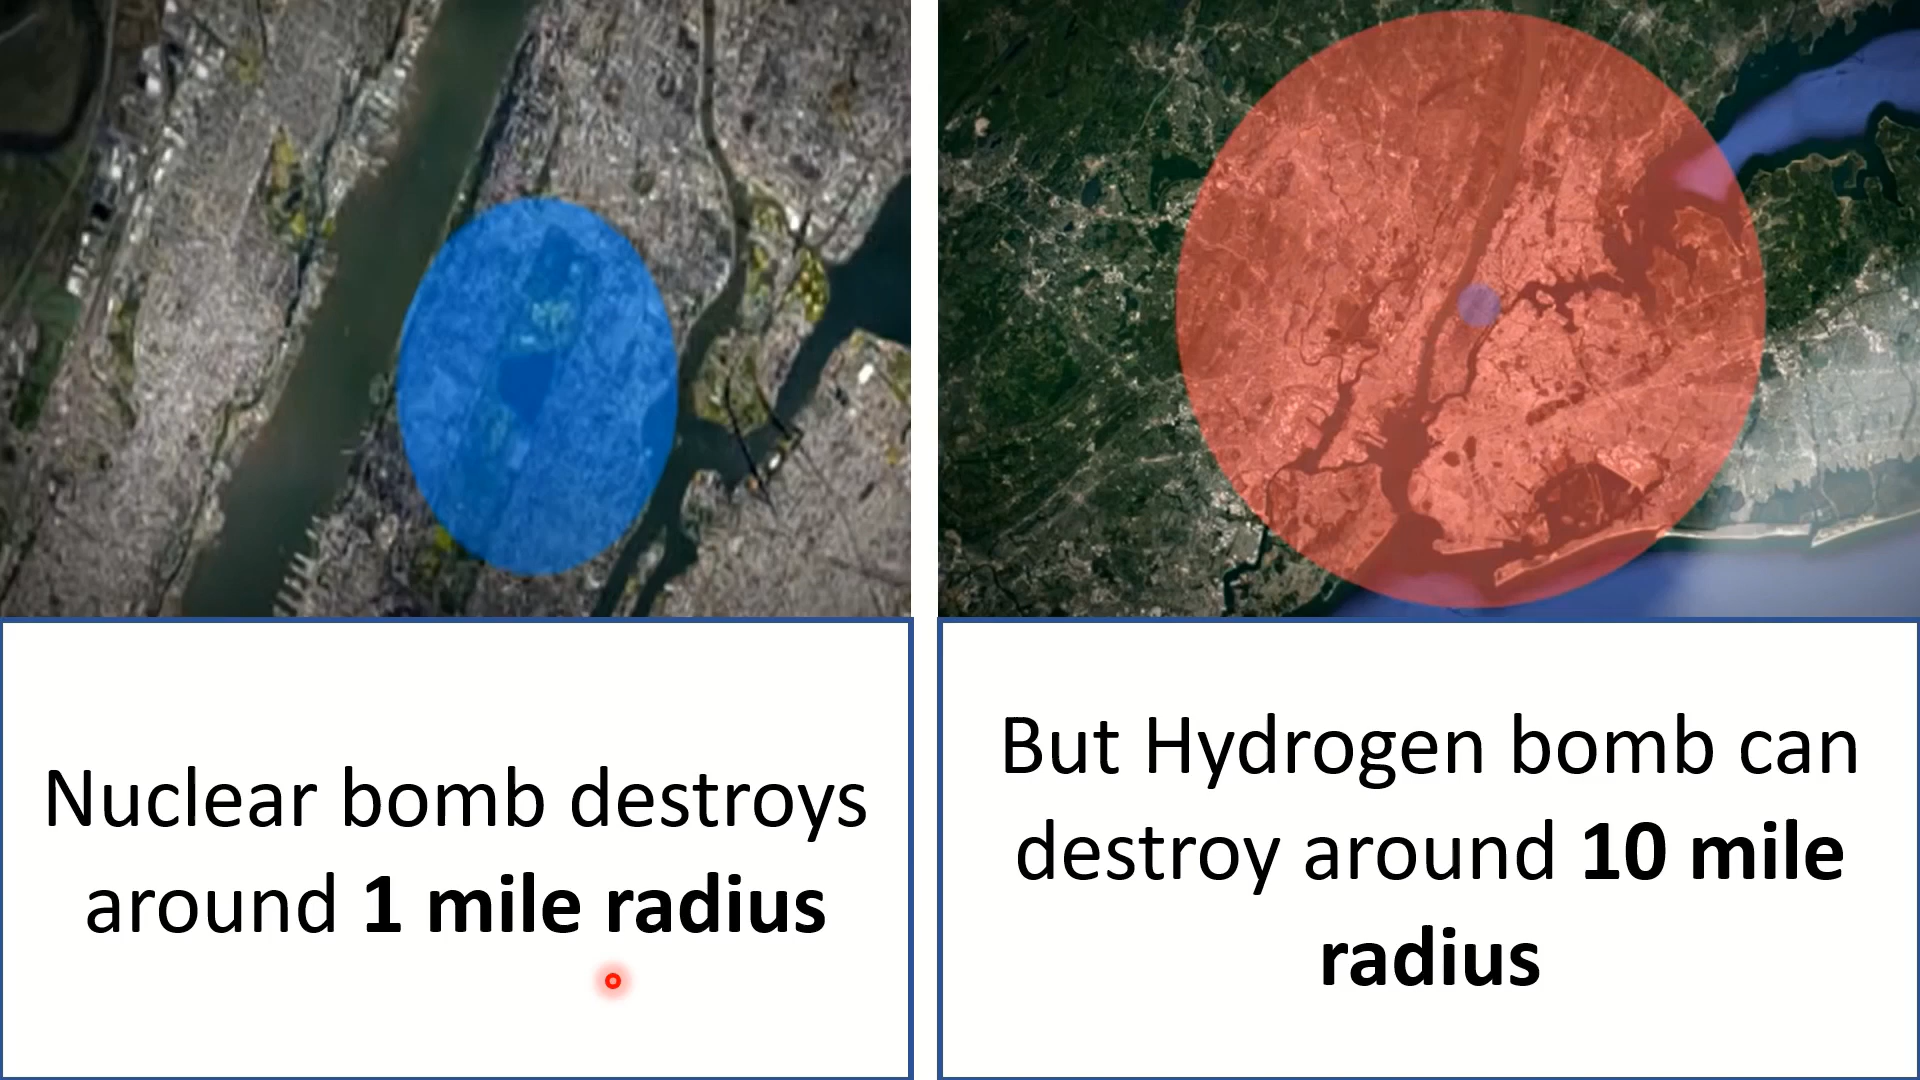 Nuclear bomb destroys
around 1 mile radius
But Hydrogen bomb can
destroy around 10 mile
radius